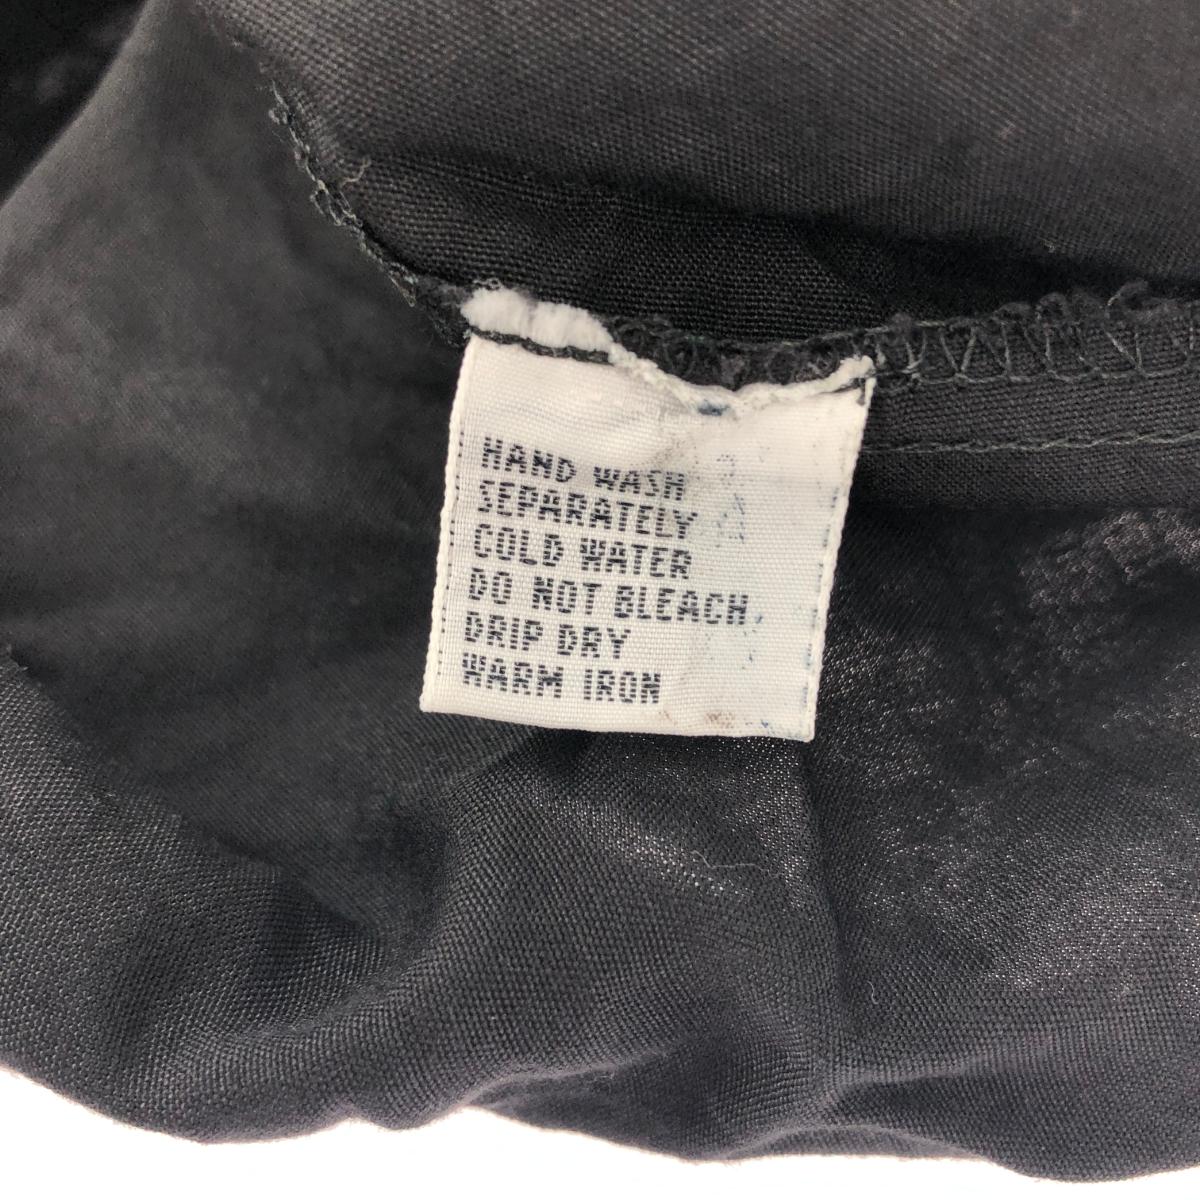 HAND WASH
SEPARATELY
COLD WATER
DO NOT BLEACH
DRIP DRY
WARM IRON